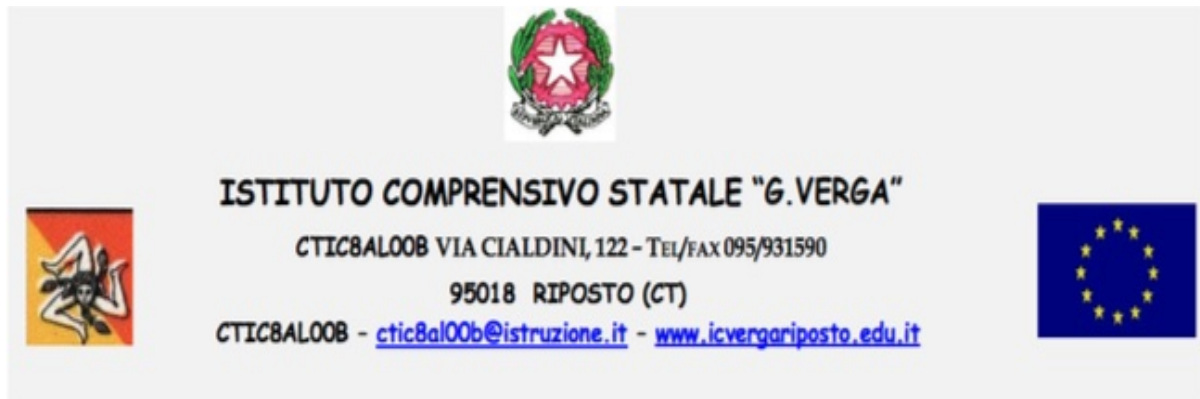 ISTITUTO COMPRENSIVO STATALE “G.VERGA”
CTIC8AL00B VIA CIALDINI, 122 – TEL/FAX 095/931590
95018 RIPOSTO (CT)
CTIC8AL00B – ctic8al00b@istruzione.it – www.icvergariposto.edu.it